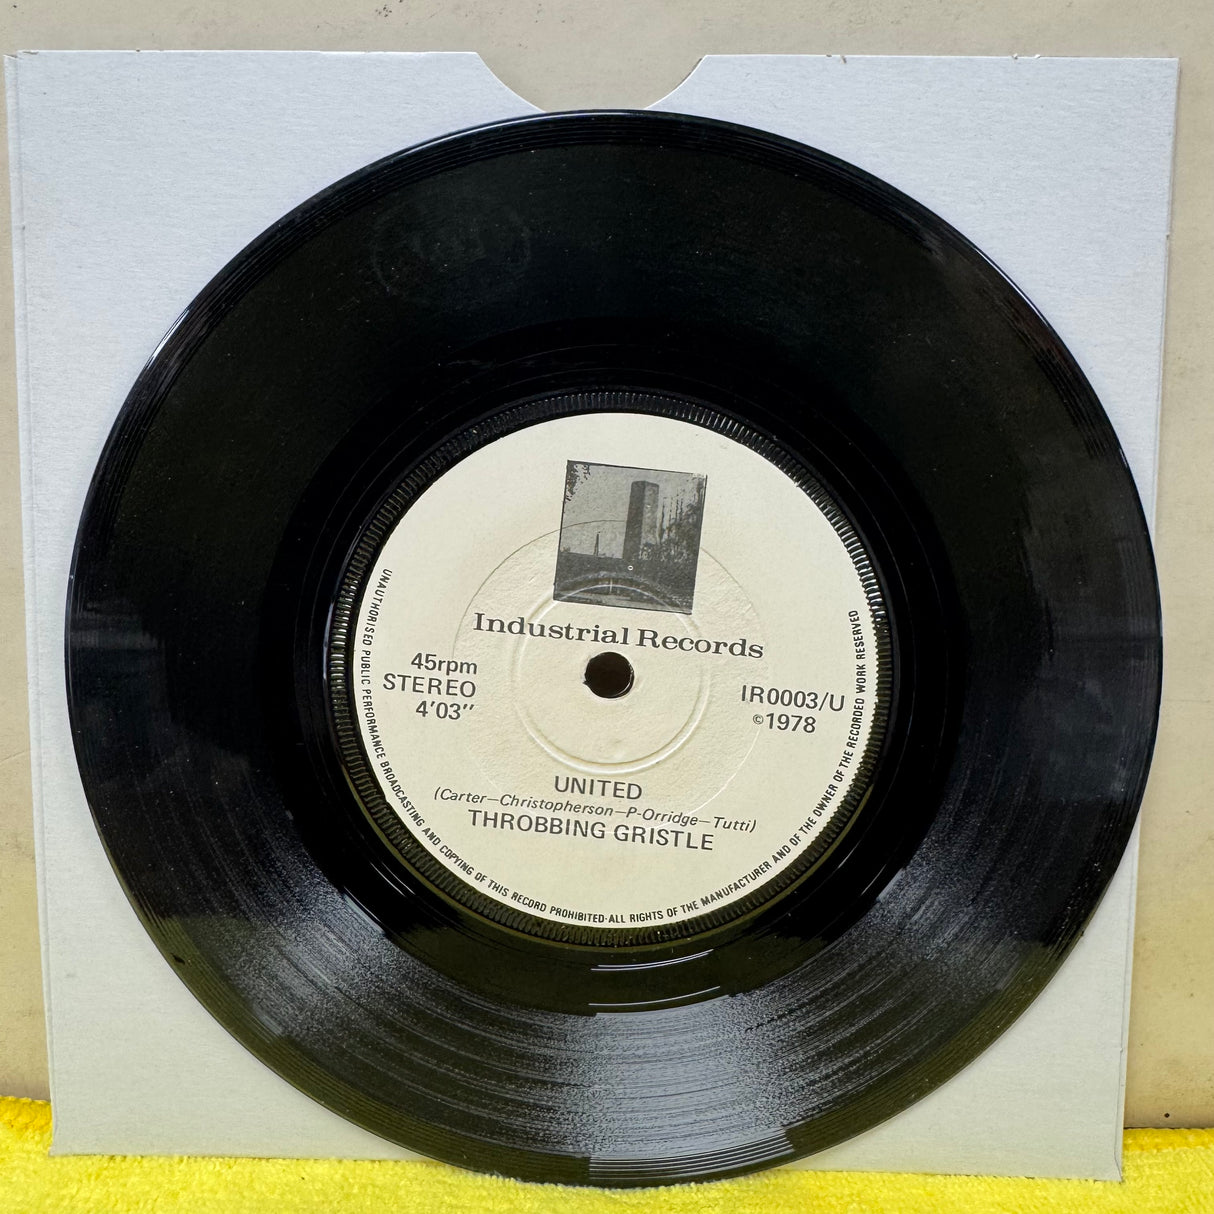 Industrial Records
45rpm
STEREO
4'03"
IR0003/U
©1978
UNITED
(Carter—Christopherson—P-Orridge—Tutti)
THROBBING GRISTLE
UNAUTHORISED PUBLIC PERFORMANCE BROADCASTING AND COPYING OF THIS RECORD PROHIBITED·ALL RIGHTS OF THE MANUFACTURER AND OF THE OWNER OF THE RECORDED WORK RESERVED